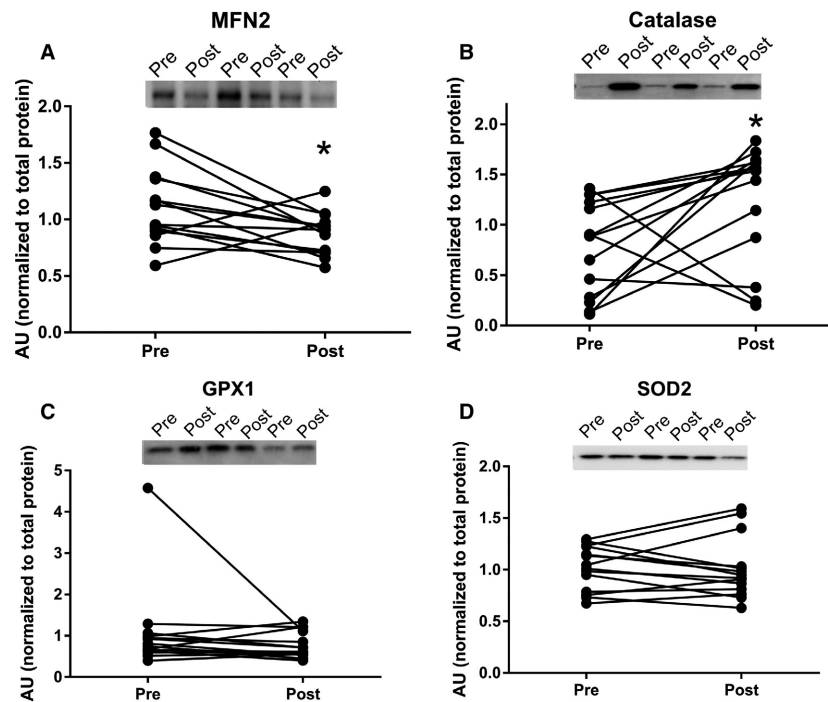 MFN2
A
Pre Post Pre Post Pre Post
AU (normalized to total protein)
2.0
1.5
1.0
0.5
0.0
*
Pre Post
Catalase
B
Pre Post Pre Post Pre Post
AU (normalized to total protein)
2.0
1.5
1.0
0.5
0.0
*
Pre Post
GPX1
C
Pre Post Pre Post Pre Post
AU (normalized to total protein)
5
4
3
2
1
0
Pre Post
SOD2
D
Pre Post Pre Post Pre Post
AU (normalized to total protein)
2.0
1.5
1.0
0.5
0.0
Pre Post